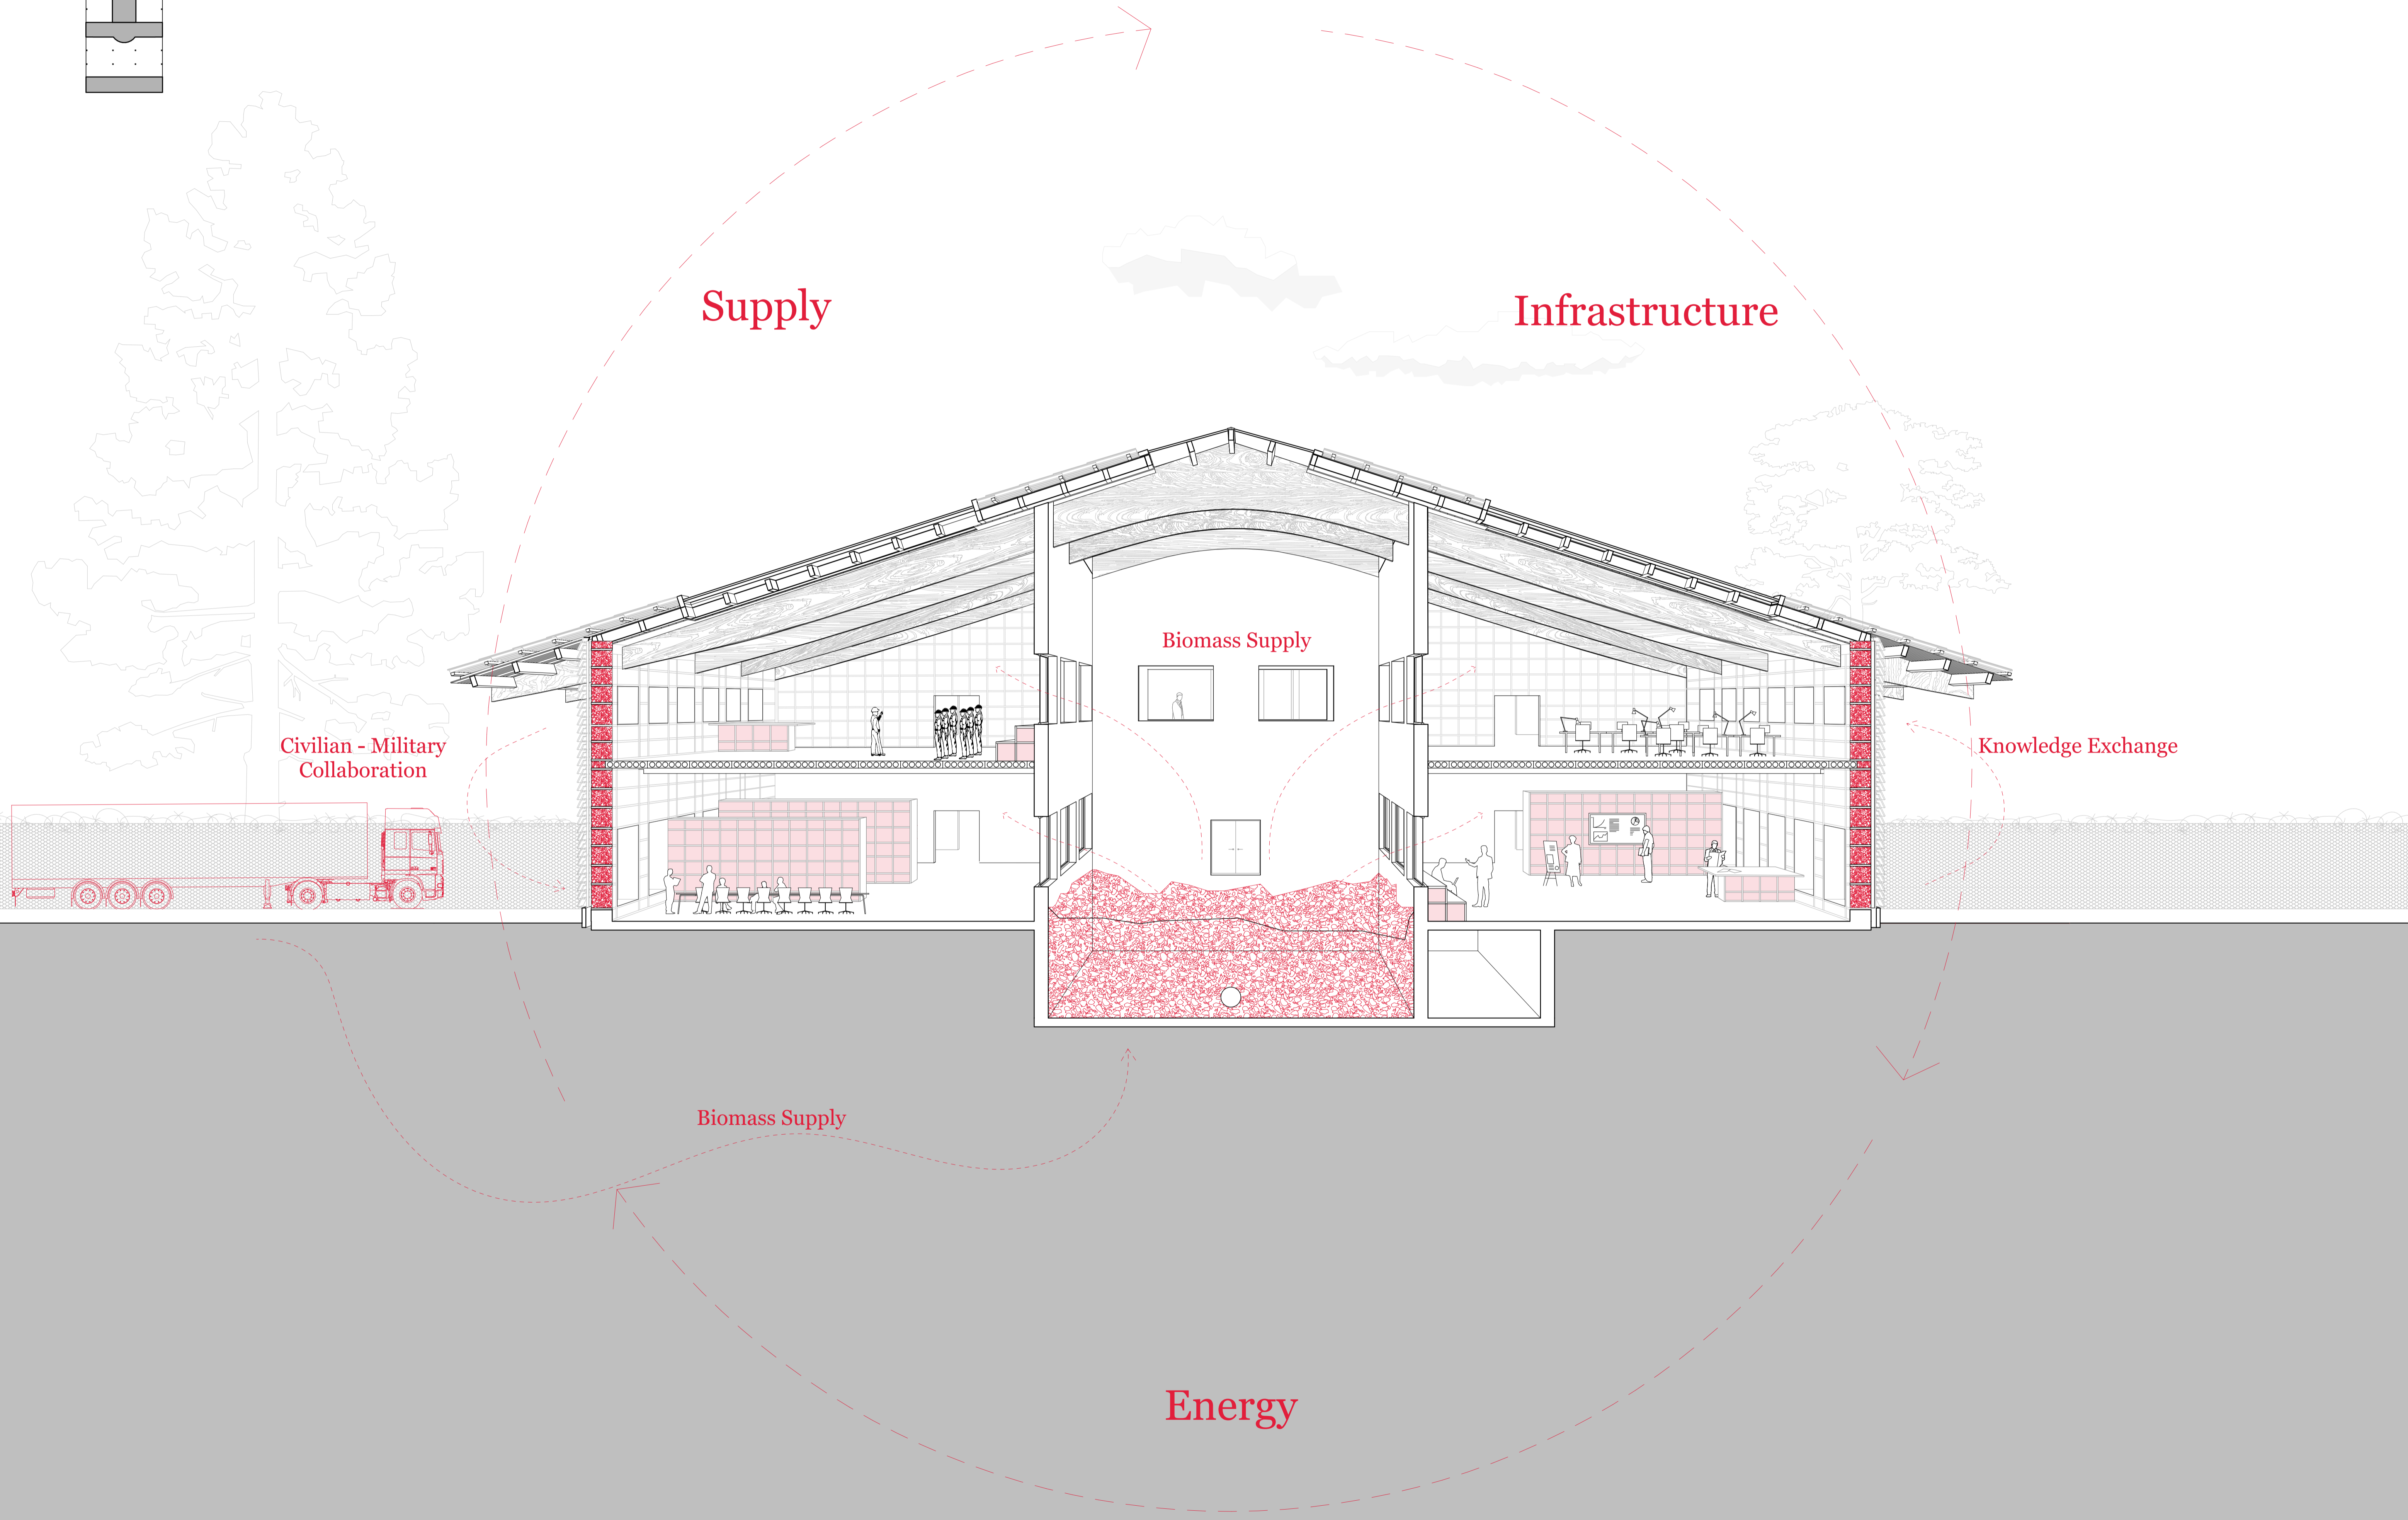 Supply
Infrastructure
Biomass Supply
Civilian - Military
Collaboration
Knowledge Exchange
Biomass Supply
Energy